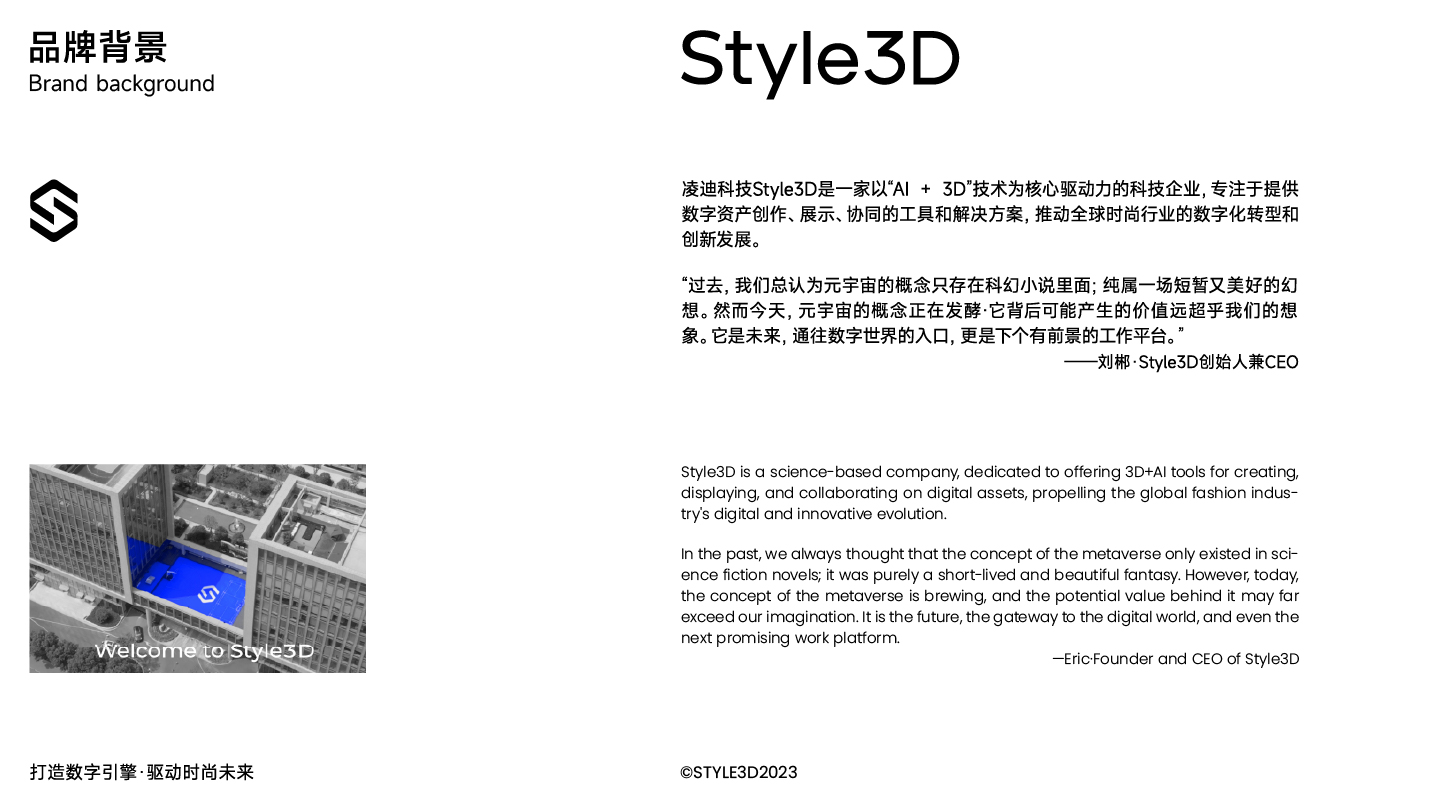 品牌背景
Brand background
Style3D
凌迪科技Style3D是一家以“AI + 3D”技术为核心驱动力的科技企业, 专注于提供
数字资产创作、展示、协同的工具和解决方案, 推动全球时尚行业的数字化转型和
创新发展。
“过去, 我们总认为元宇宙的概念只存在科幻小说里面; 纯属一场短暂又美好的幻
想。然而今天, 元宇宙的概念正在发酵·它背后可能产生的价值远超乎我们的想
象。它是未来, 通往数字世界的入口, 更是下个有前景的工作平台。”
——刘郴·Style3D创始人兼CEO
Welcome to Style3D
Style3D is a science-based company, dedicated to offering 3D+AI tools for creating,
displaying, and collaborating on digital assets, propelling the global fashion indus-
try's digital and innovative evolution.
In the past, we always thought that the concept of the metaverse only existed in sci-
ence fiction novels; it was purely a short-lived and beautiful fantasy. However, today,
the concept of the metaverse is brewing, and the potential value behind it may far
exceed our imagination. It is the future, the gateway to the digital world, and even the
next promising work platform.
—Eric·Founder and CEO of Style3D
打造数字引擎·驱动时尚未来
©STYLE3D2023